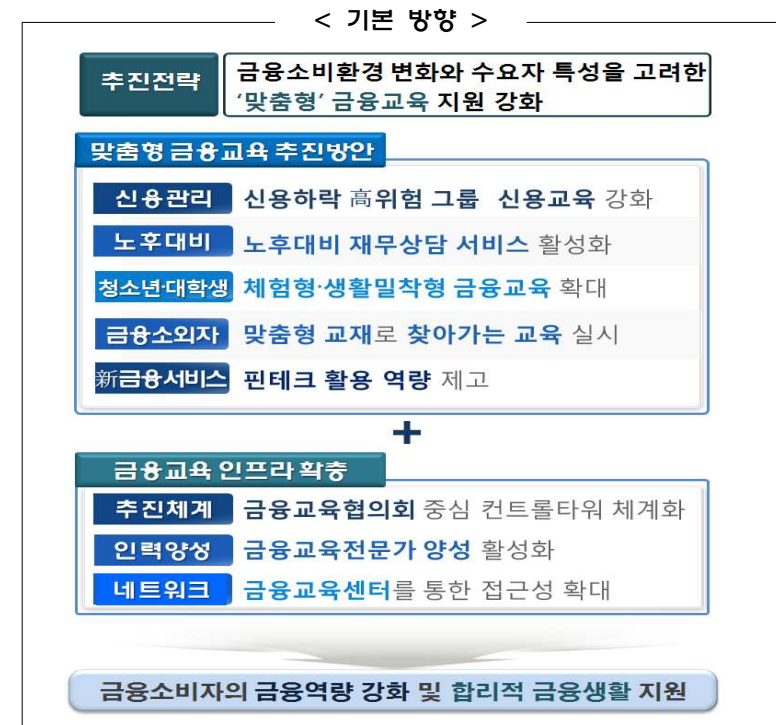 < 기본 방향 >
추진전략
금융소비환경 변화와 수요자 특성을 고려한
‘맞춤형’ 금융교육 지원 강화
맞춤형 금융교육 추진방안
신용관리 신용하락 高위험 그룹 신용교육 강화
노후대비 노후대비 재무상담 서비스 활성화
청소년·대학생 체험형·생활밀착형 금융교육 확대
금융소외자 맞춤형 교재로 찾아가는 교육 실시
新금융서비스 핀테크 활용 역량 제고
+
금융교육 인프라 확충
추진체계 금융교육협의회 중심 컨트롤타워 체계화
인력양성 금융교육전문가 양성 활성화
네트워크 금융교육센터를 통한 접근성 확대
금융소비자의 금융역량 강화 및 합리적 금융생활 지원